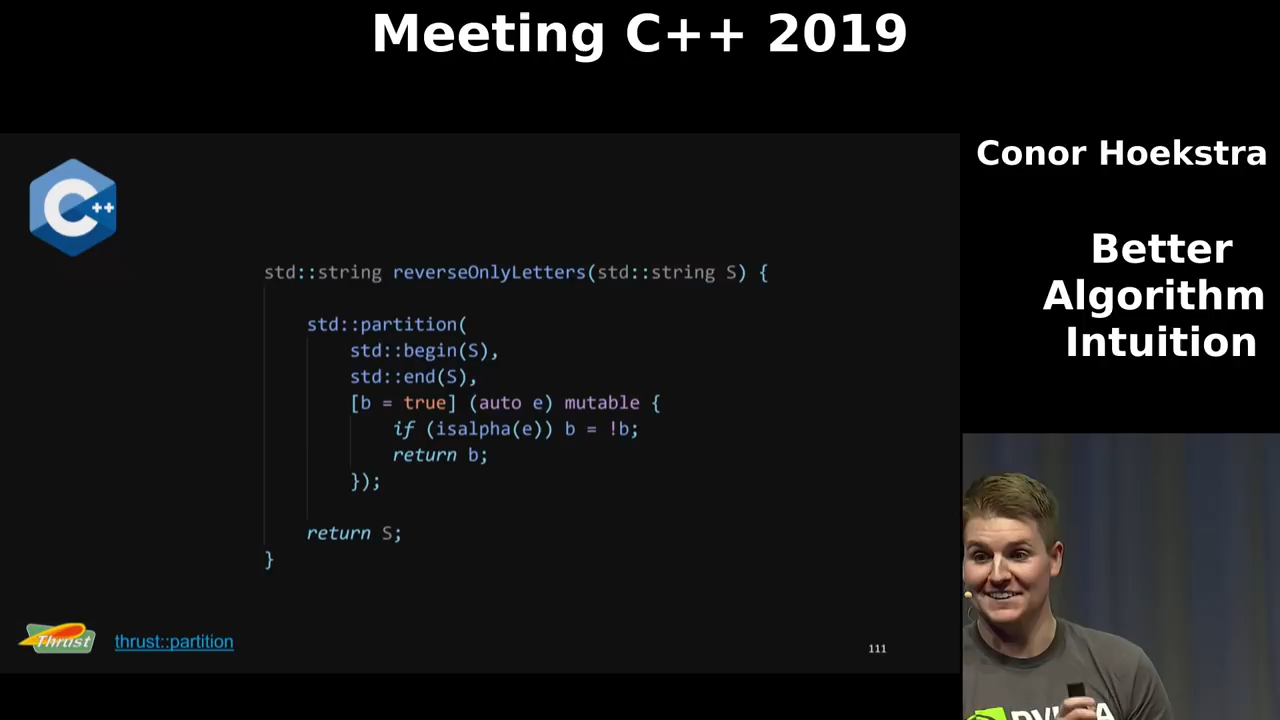 Meeting C++ 2019
Conor Hoekstra
Better
Algorithm
Intuition
C++
std::string reverseOnlyLetters(std::string S) {
std::partition(
std::begin(S),
std::end(S),
[b = true] (auto e) mutable {
if (isalpha(e)) b = !b;
return b;
});
return S;
}
Thrust
thrust::partition
111